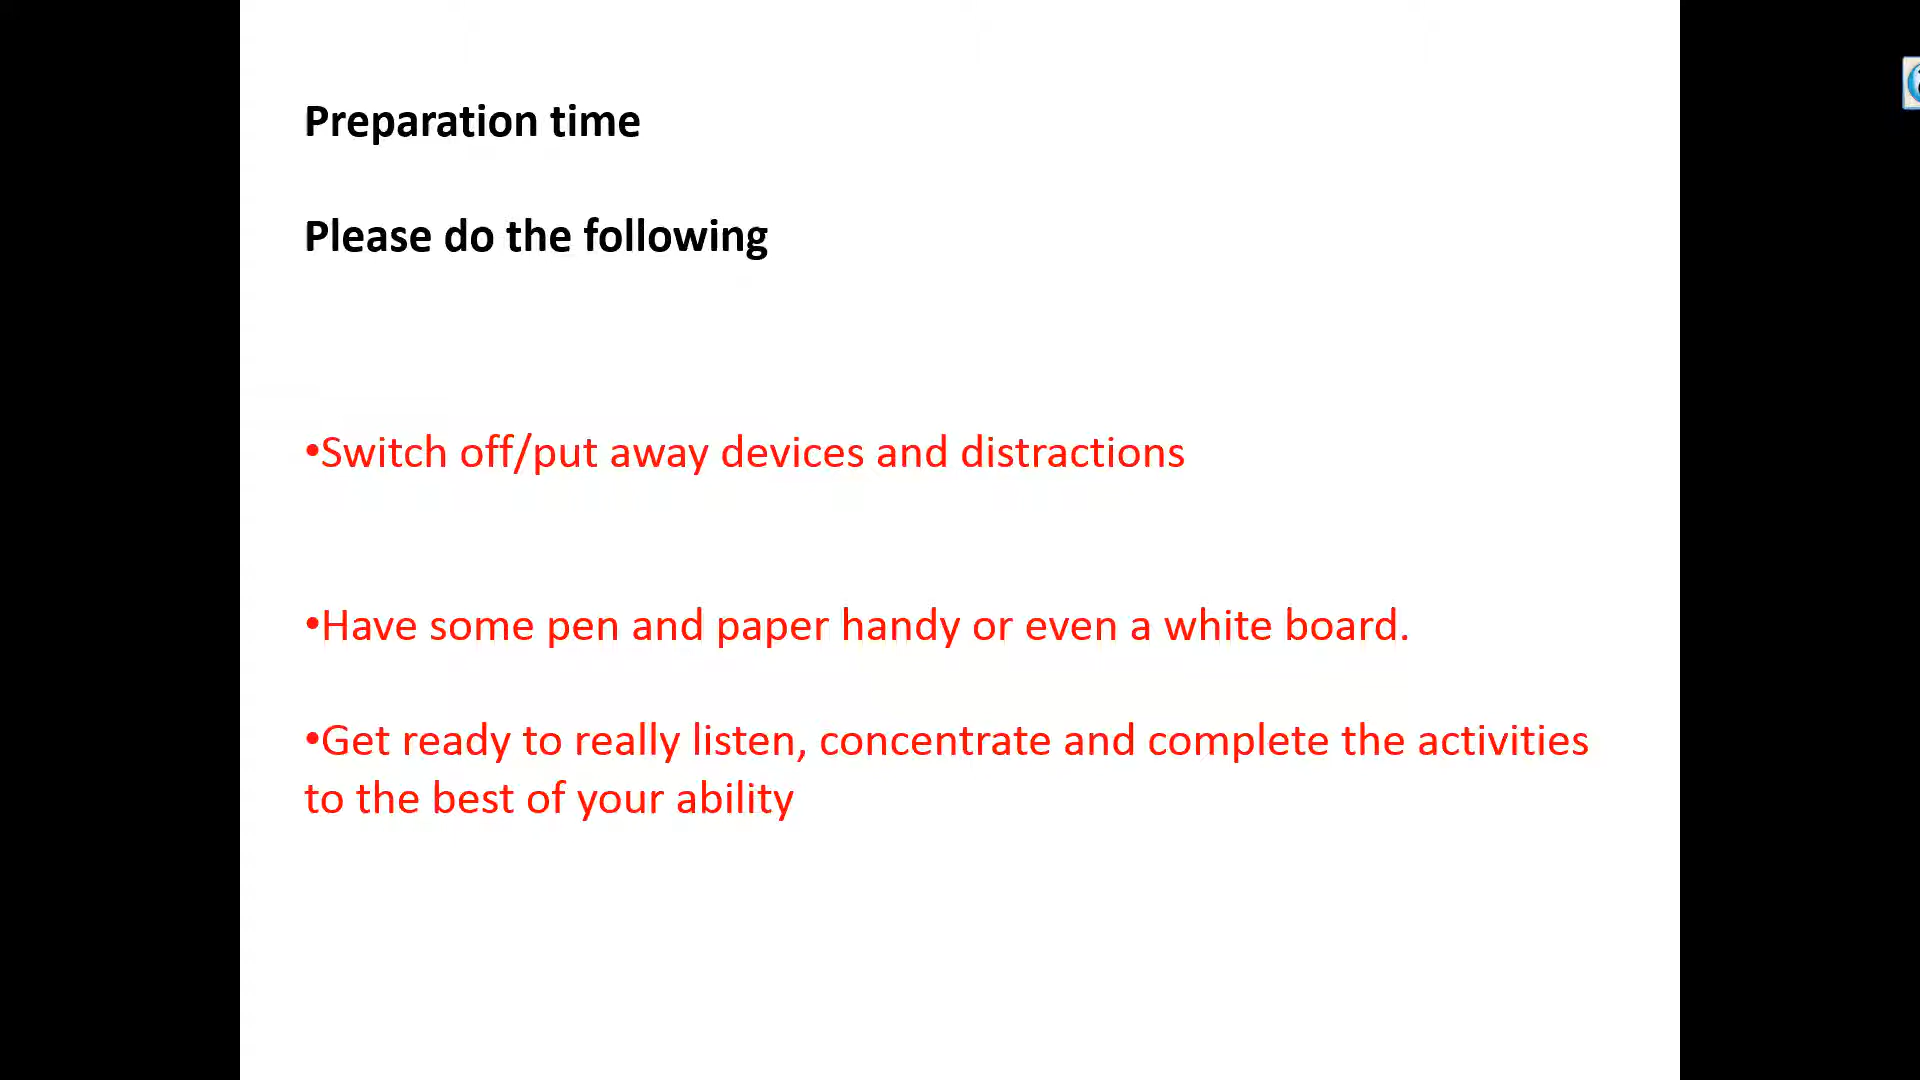 Preparation time
Please do the following
•Switch off/put away devices and distractions
•Have some pen and paper handy or even a white board.
•Get ready to really listen, concentrate and complete the activities
to the best of your ability